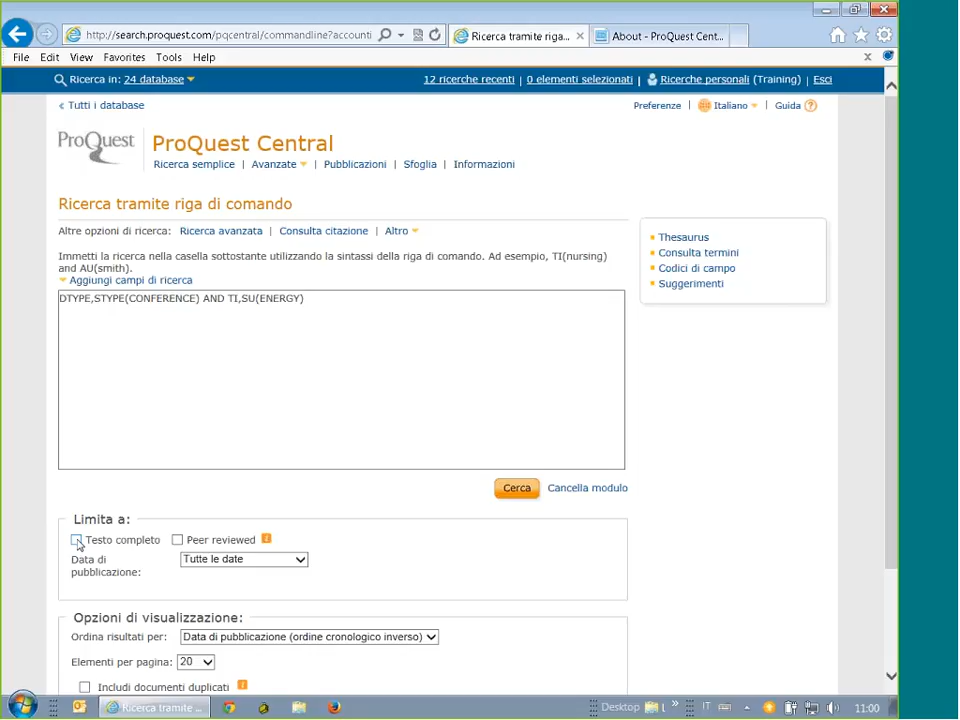 http://search.proquest.com/pqcentral/commandline?accounti
Ricerca tramite riga...
About - ProQuest Cent...
File Edit View Favorites Tools Help
Ricerca in: 24 database 12 ricerche recenti | 0 elementi selezionati | Ricerche personali (Training) | Esci
« Tutti i database Preferenze | Italiano | Guida
ProQuest
ProQuest Central
Ricerca semplice | Avanzate | Pubblicazioni | Sfoglia | Informazioni
Ricerca tramite riga di comando
Altre opzioni di ricerca: Ricerca avanzata | Consulta citazione | Altro
Immetti la ricerca nella casella sottostante utilizzando la sintassi della riga di comando. Ad esempio, TI(nursing)
and AU(smith).
Aggiungi campi di ricerca
DTYPE,STYPE(CONFERENCE) AND TI,SU(ENERGY)
Thesaurus
Consulta termini
Codici di campo
Suggerimenti
Cerca Cancella modulo
Limita a:
Testo completo Peer reviewed
Data di
pubblicazione: Tutte le date
Opzioni di visualizzazione:
Ordina risultati per: Data di pubblicazione (ordine cronologico inverso)
Elementi per pagina: 20
Includi documenti duplicati
Ricerca tramite ... Desktop L » IT 11:00